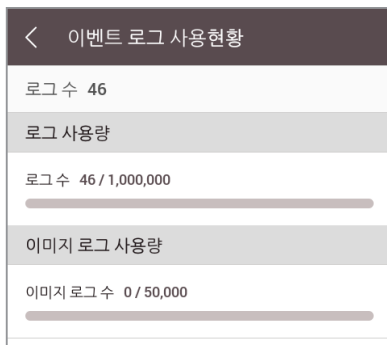 이벤트 로그 사용현황
로그 수 46
로그 사용량
로그 수 46 / 1,000,000
이미지 로그 사용량
이미지 로그 수 0 / 50,000